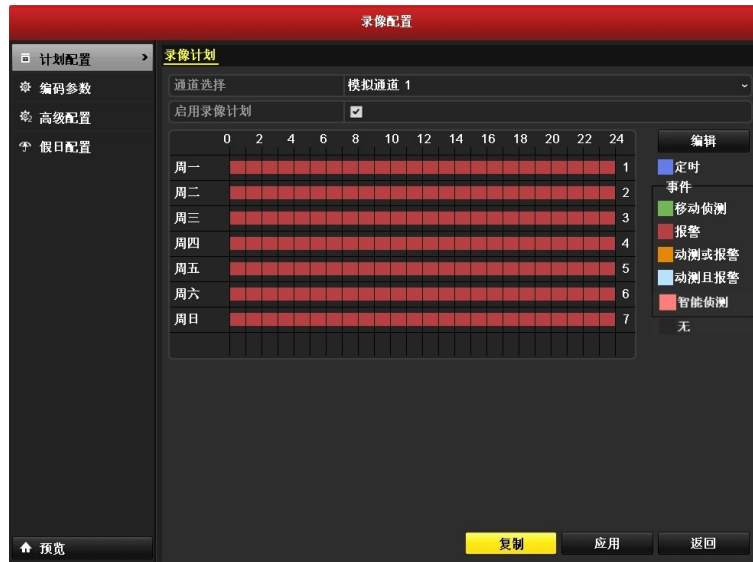 录像配置
计划配置
编码参数
高级配置
假日配置
预览
录像计划
通道选择 模拟通道 1
启用录像计划
0 2 4 6 8 10 12 14 16 18 20 22 24
周一 1
周二 2
周三 3
周四 4
周五 5
周六 6
周日 7
编辑
定时
事件
移动侦测
报警
动测或报警
动测且报警
智能侦测
无
复制 应用 返回